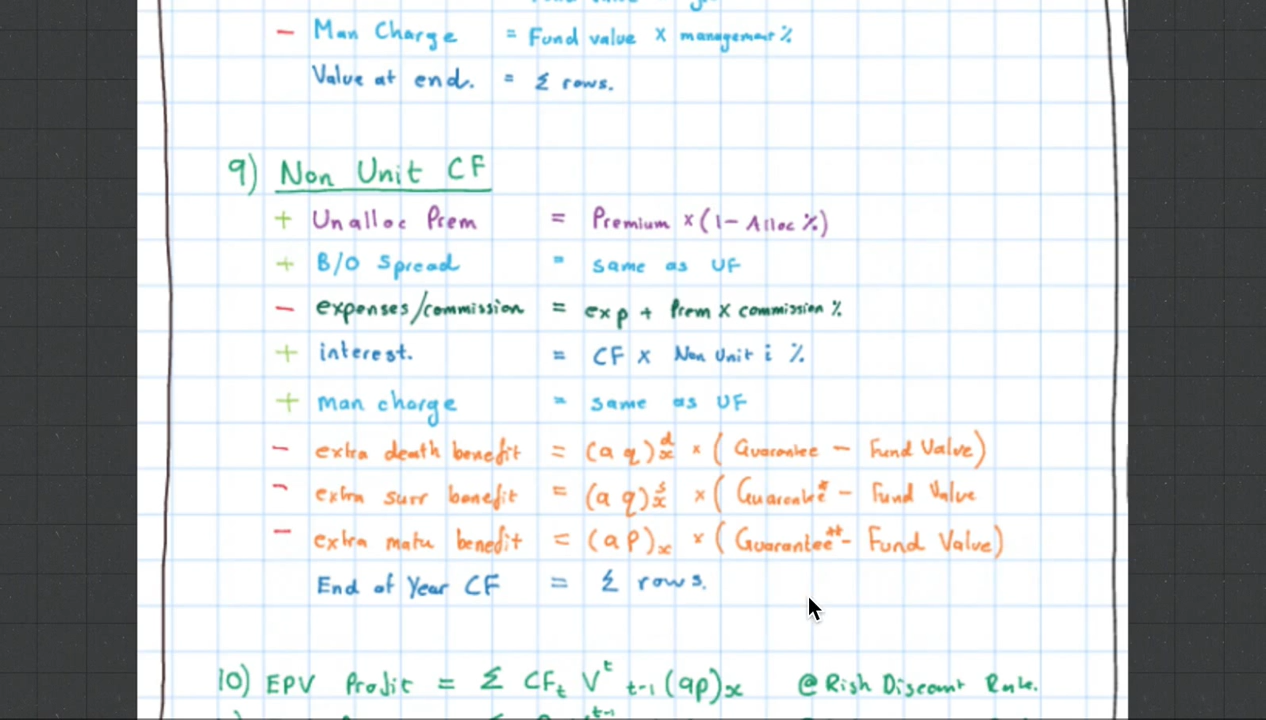 - Man Charge = Fund value x management %
Value at end. = Σ rows.
9) Non Unit CF
+ Unalloc Prem = Premium x (1 - Alloc %)
+ B/O Spread = same as UF
- expenses/commission = exp + Prem x commission %
+ interest. = CF x Non Unit i %
+ man charge = same as UF
- extra death benefit = (aq)ᵈₓ x (Guarantee - Fund Value)
- extra surr benefit = (aq)ˢₓ x (Guarantee* - Fund Value
- extra matu benefit = (ap)ₓ x (Guarantee** - Fund Value)
End of Year CF = Σ rows.
10) EPV Profit = Σ CFₜ Vᵗ ₜ₋₁(ap)ₓ @ Risk Discount Rate.